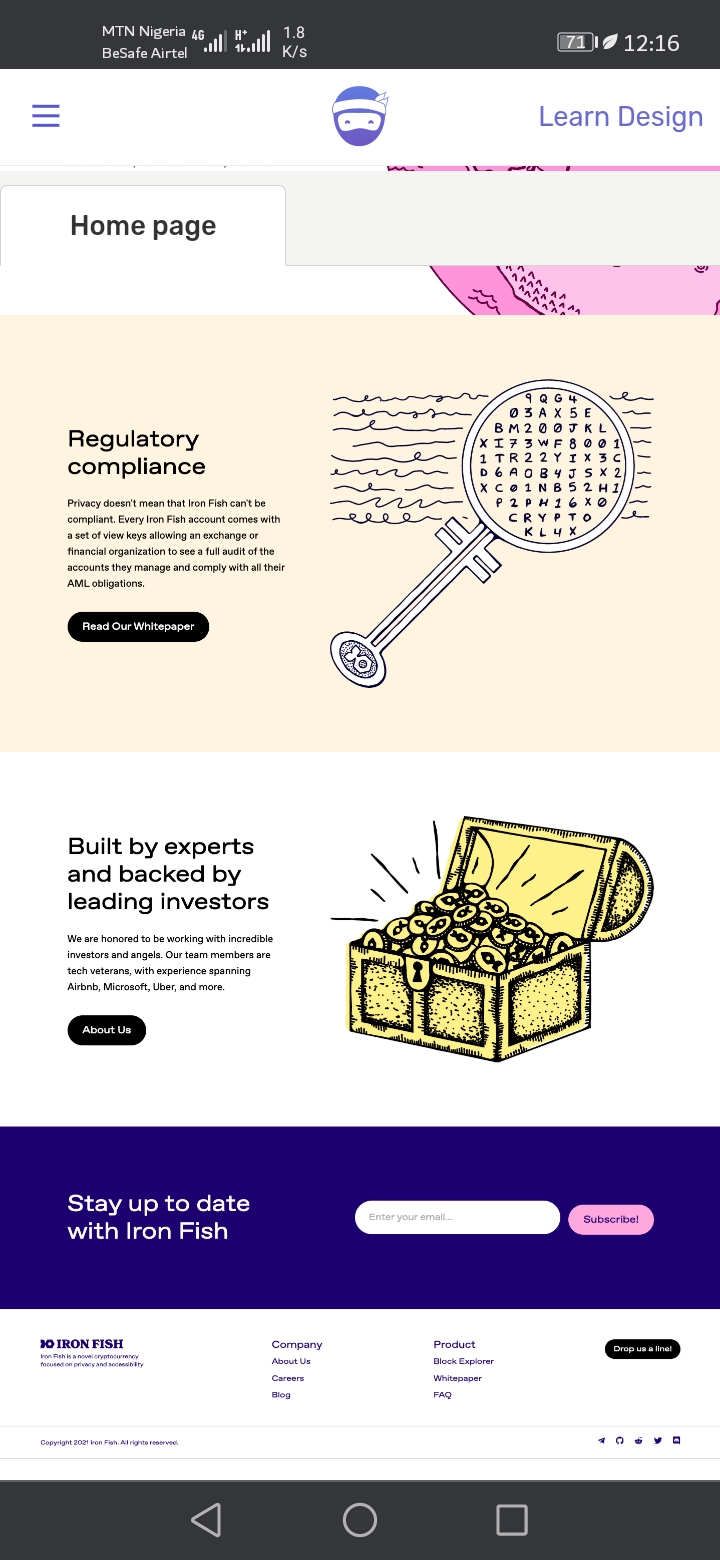 MTN Nigeria
BeSafe Airtel
4G
H+
1.8
K/s
71
12:16
Learn Design
Home page
Regulatory
compliance
Privacy doesn't mean that Iron Fish can't be
compliant. Every Iron Fish account comes with
a set of view keys allowing an exchange or
financial organization to see a full audit of the
accounts they manage and comply with all their
AML obligations.
Read Our Whitepaper
9 Q G 4
0 3 A X 5 E
B M 2 0 0 J K L
X I 7 3 W F 8 0 0 1
1 T R 2 2 Y I X 3 C
D 6 A 0 B 4 J S X 2
X C 0 1 N B 5 2 H 1
P 2 P H 1 6 X 0
C R Y P T O
K L 4 X
Built by experts
and backed by
leading investors
We are honored to be working with incredible
investors and angels. Our team members are
tech veterans, with experience spanning
Airbnb, Microsoft, Uber, and more.
About Us
Stay up to date
with Iron Fish
Enter your email...
Subscribe!
IRON FISH
Iron Fish is a novel cryptocurrency
focused on privacy and accessibility
Company
About Us
Careers
Blog
Product
Block Explorer
Whitepaper
FAQ
Drop us a line!
Copyright 2021 Iron Fish. All rights reserved.